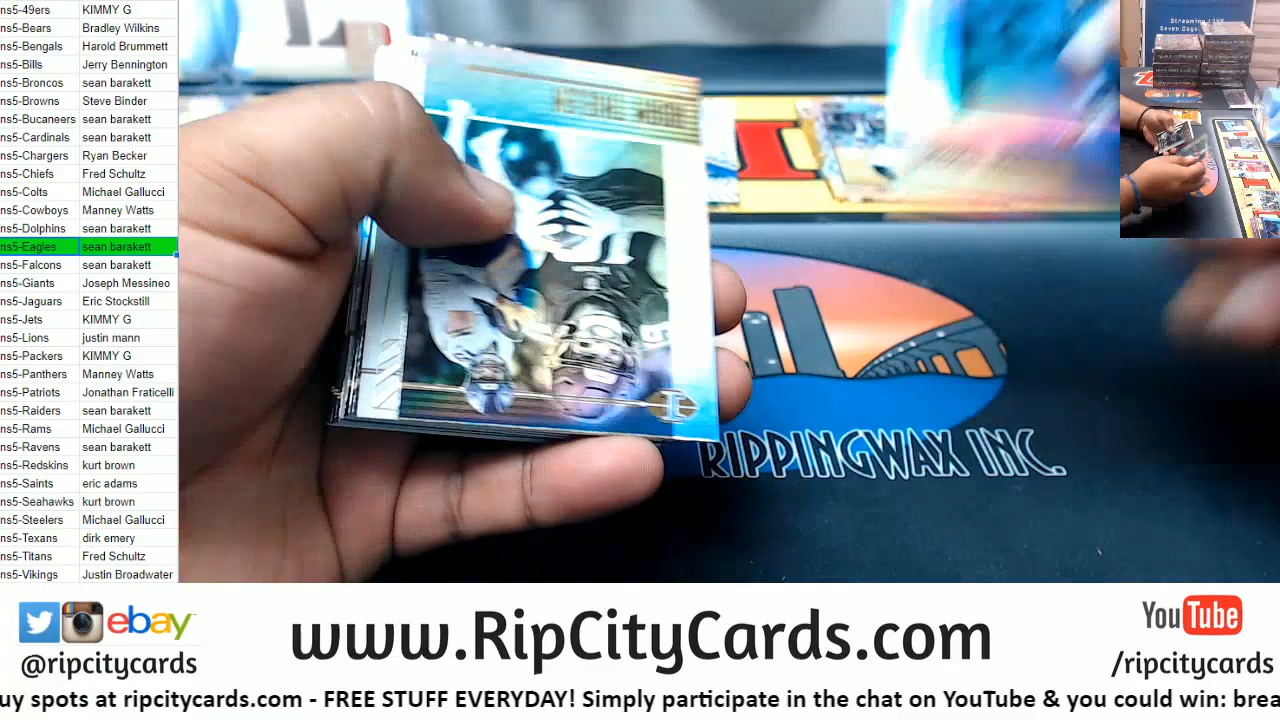 ns5-49ers KIMMY G
ns5-Bears Bradley Wilkins
ns5-Bengals Harold Brummett
ns5-Bills Jerry Bennington
ns5-Broncos sean barakett
ns5-Browns Steve Binder
ns5-Bucaneers sean barakett
ns5-Cardinals sean barakett
ns5-Chargers Ryan Becker
ns5-Chiefs Fred Schultz
ns5-Colts Michael Gallucci
ns5-Cowboys Manney Watts
ns5-Dolphins sean barakett
ns5-Eagles sean barakett
ns5-Falcons sean barakett
ns5-Giants Joseph Messineo
ns5-Jaguars Eric Stockstill
ns5-Jets KIMMY G
ns5-Lions justin mann
ns5-Packers KIMMY G
ns5-Panthers Manney Watts
ns5-Patriots Jonathan Fraticelli
ns5-Raiders sean barakett
ns5-Rams Michael Gallucci
ns5-Ravens sean barakett
ns5-Redskins kurt brown
ns5-Saints eric adams
ns5-Seahawks kurt brown
ns5-Steelers Michael Gallucci
ns5-Texans dirk emery
ns5-Titans Fred Schultz
ns5-Vikings Justin Broadwater
Streaming LIVE
Seven Days
RIPPINGWAX INC.
ebay
@ripcitycards
www.RipCityCards.com
YouTube
/ripcitycards
uy spots at ripcitycards.com - FREE STUFF EVERYDAY! Simply participate in the chat on YouTube & you could win: brea